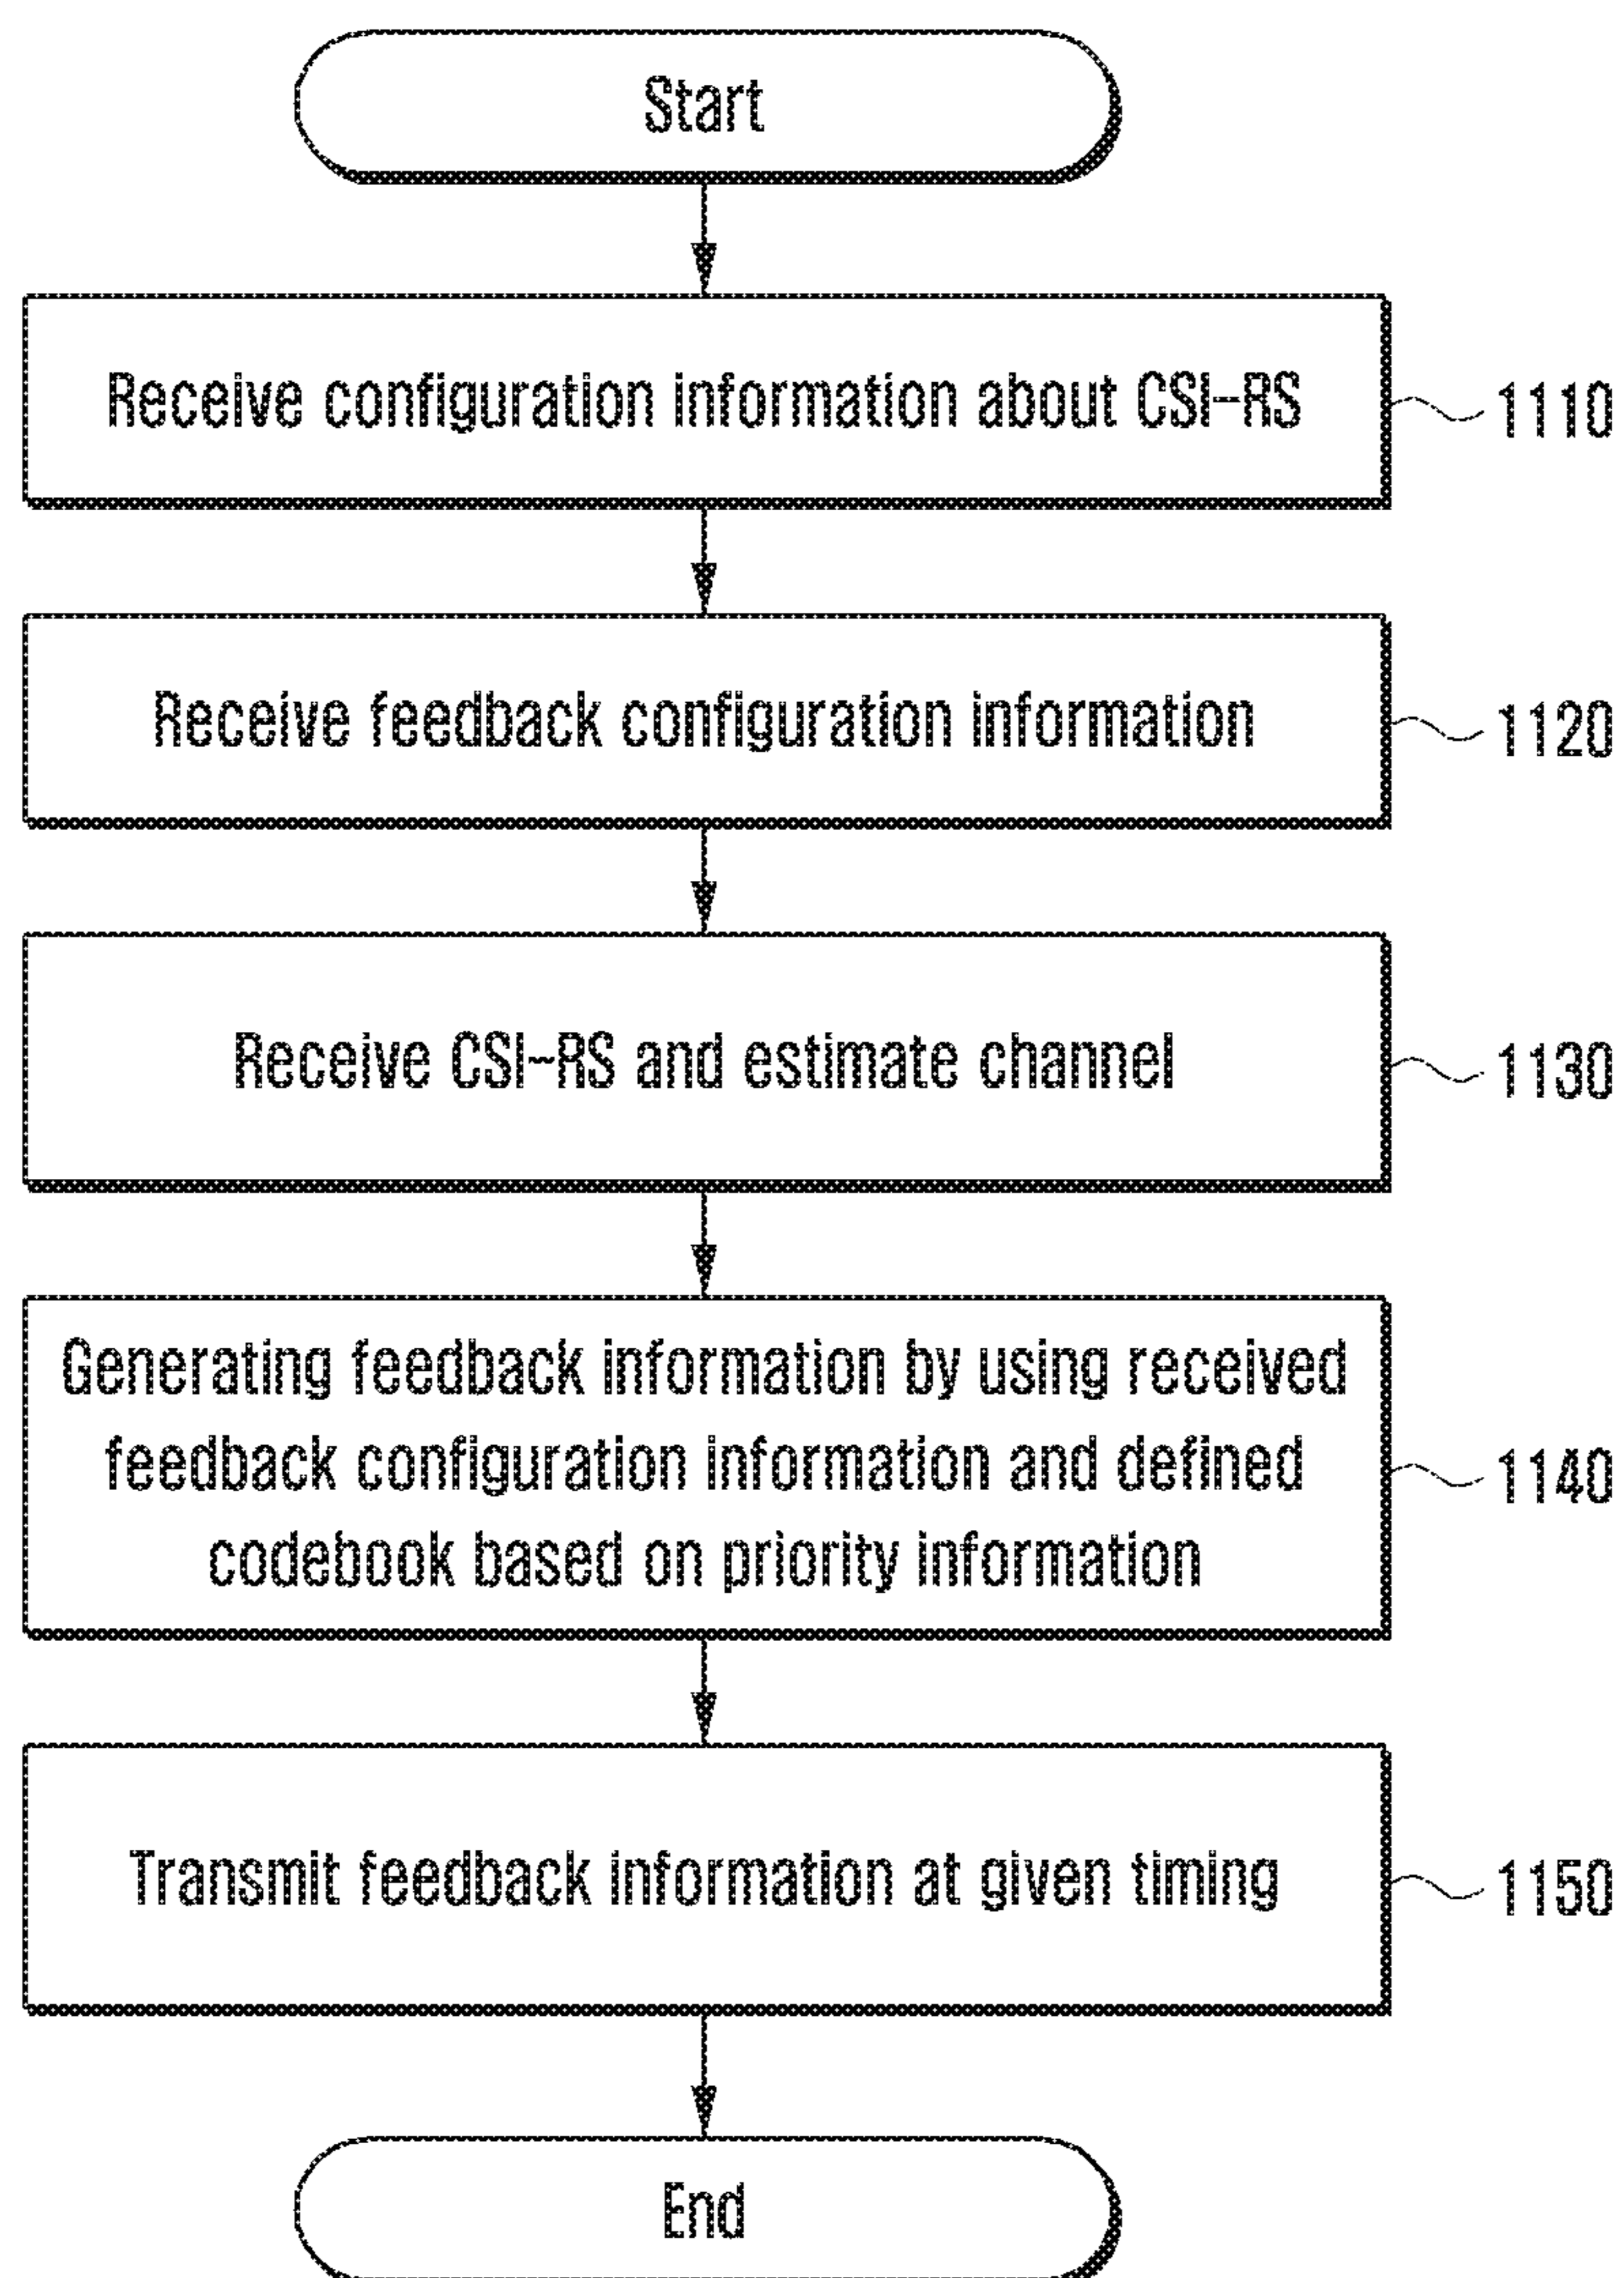 Start
Receive configuration information about CSI-RS
1110
Receive feedback configuration information
1120
Receive CSI-RS and estimate channel
1130
Generating feedback information by using received
feedback configuration information and defined
codebook based on priority information
1140
Transmit feedback information at given timing
1150
End